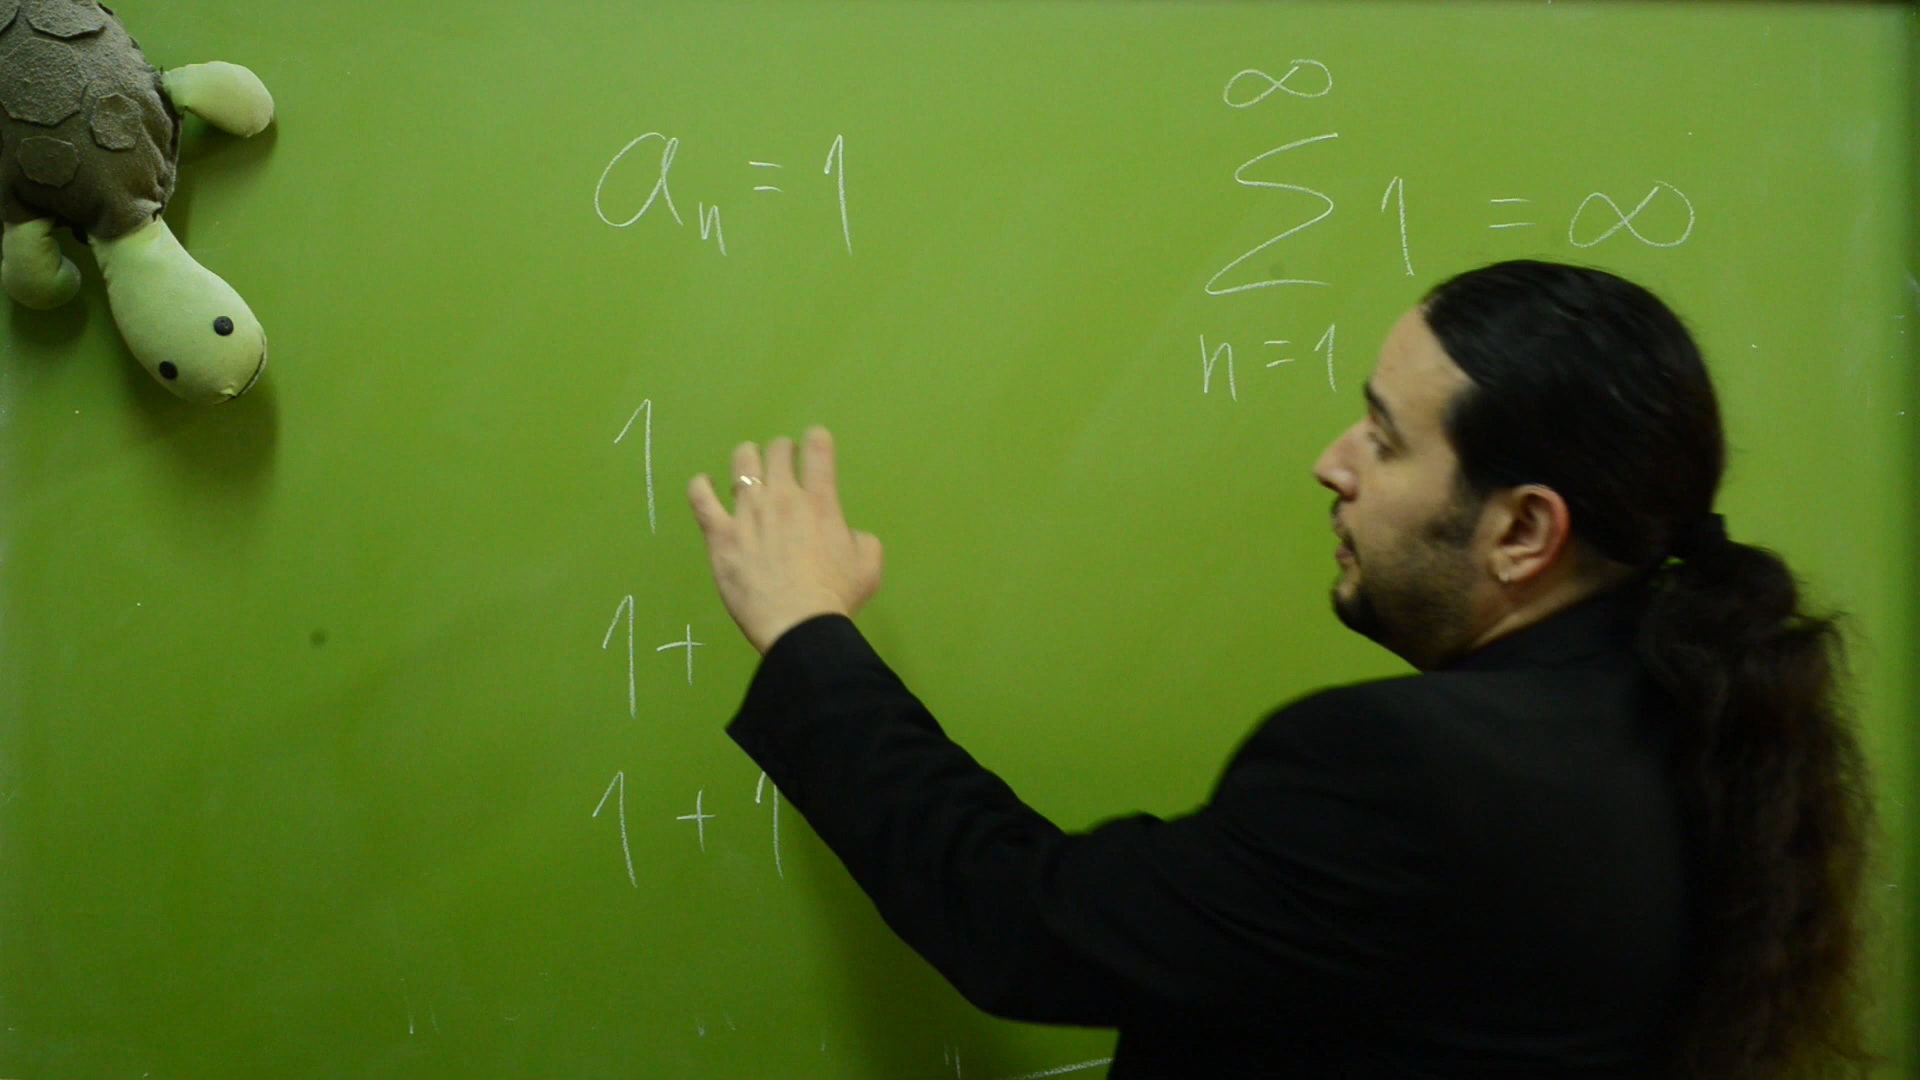 aₙ = 1
∞
∑ 1 = ∞
n = 1
1
1 +
1 + 1